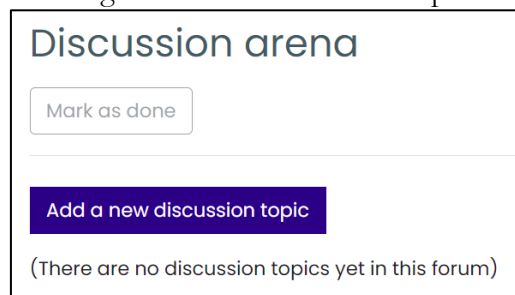 Discussion arena
Mark as done
Add a new discussion topic
(There are no discussion topics yet in this forum)